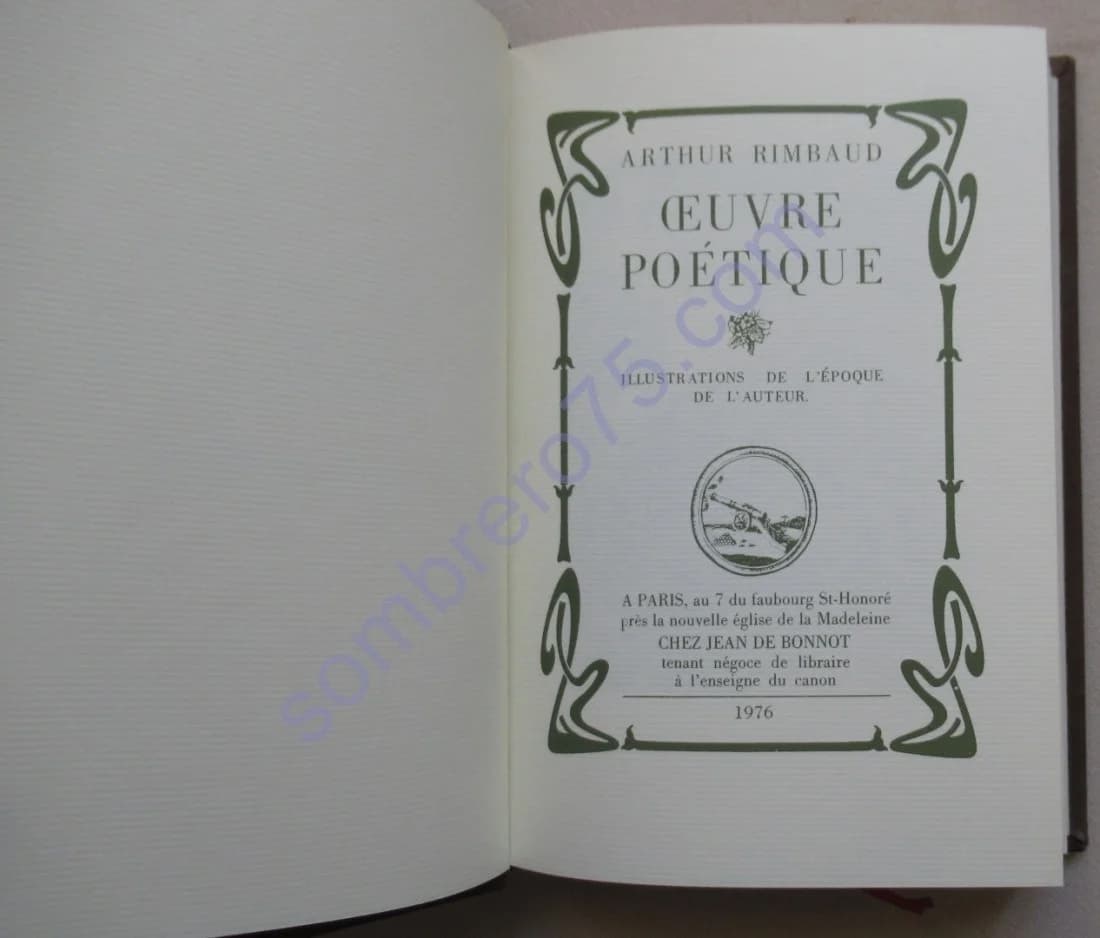 ARTHUR RIMBAUD
ŒUVRE
POÉTIQUE
ILLUSTRATIONS DE L'ÉPOQUE
DE L'AUTEUR.
A PARIS, au 7 du faubourg St-Honoré
près la nouvelle église de la Madeleine
CHEZ JEAN DE BONNOT
tenant négoce de libraire
à l'enseigne du canon
1976
sombrero75.com